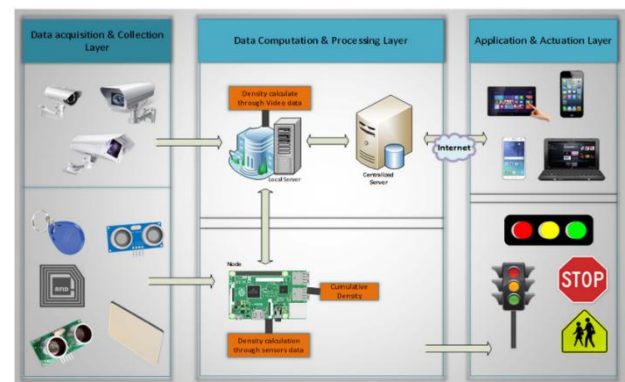 Data acquisition & Collection
Layer
Data Computation & Processing Layer
Application & Actuation Layer
Density calculate
through Video data
Local Server
Centralized
Server
Internet
Node
RFID
Cumulative
Density
Density calculation
through sensors data
STOP